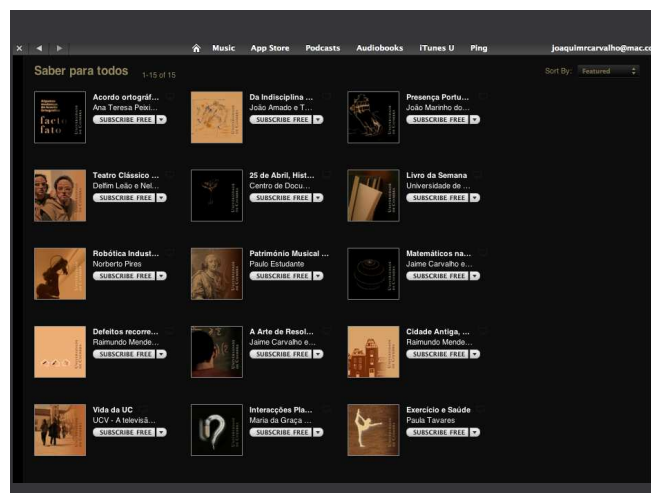 Music App Store Podcasts Audiobooks iTunes U Ping joaquimrcarvalho@mac.co
Saber para todos 1-15 of 15 Sort By: Featured
Acordo ortográf...
Ana Teresa Peixi...
SUBSCRIBE FREE
facto
fato
Da Indisciplina ...
João Amado e T...
SUBSCRIBE FREE
Presença Portu...
João Marinho do...
SUBSCRIBE FREE
Teatro Clássico ...
Delfim Leão e Nel...
SUBSCRIBE FREE
25 de Abril, Hist...
Centro de Docu...
SUBSCRIBE FREE
Livro da Semana
Universidade de ...
SUBSCRIBE FREE
Robótica Indust...
Norberto Pires
SUBSCRIBE FREE
Património Musical ...
Paulo Estudante
SUBSCRIBE FREE
Matemáticos na...
Jaime Carvalho e...
SUBSCRIBE FREE
Defeitos recorre...
Raimundo Mende...
SUBSCRIBE FREE
A Arte de Resol...
Jaime Carvalho e...
SUBSCRIBE FREE
Cidade Antiga, ...
Raimundo Mende...
SUBSCRIBE FREE
Vida da UC
UCV - A televisã...
SUBSCRIBE FREE
Interacções Pla...
Maria da Graça ...
SUBSCRIBE FREE
Exercício e Saúde
Paula Tavares
SUBSCRIBE FREE